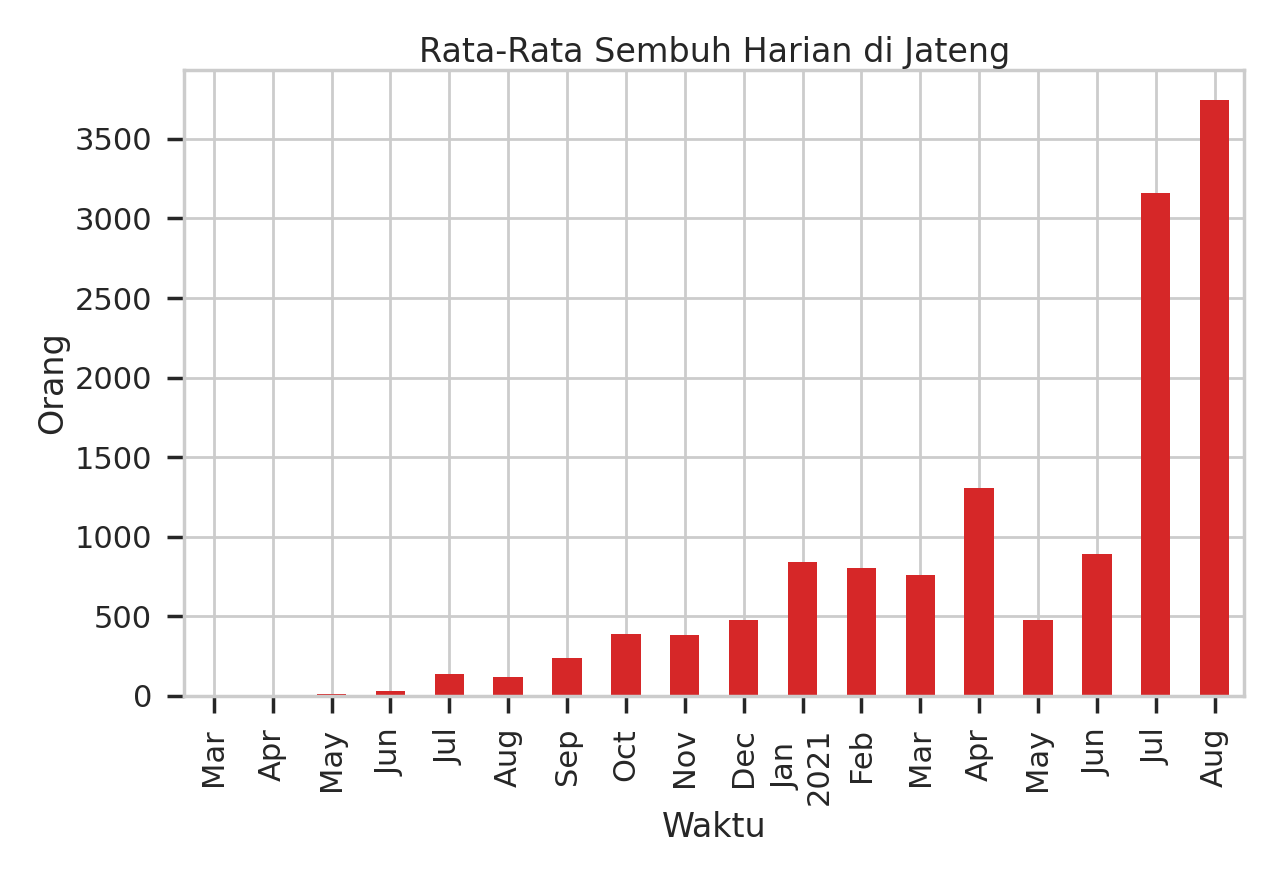 Rata-Rata Sembuh Harian di Jateng
3500
3000
2500
2000
1500
1000
500
0
Orang
Mar
Apr
May
Jun
Jul
Aug
Sep
Oct
Nov
Dec
Jan
2021
Feb
Mar
Apr
May
Jun
Jul
Aug
Waktu